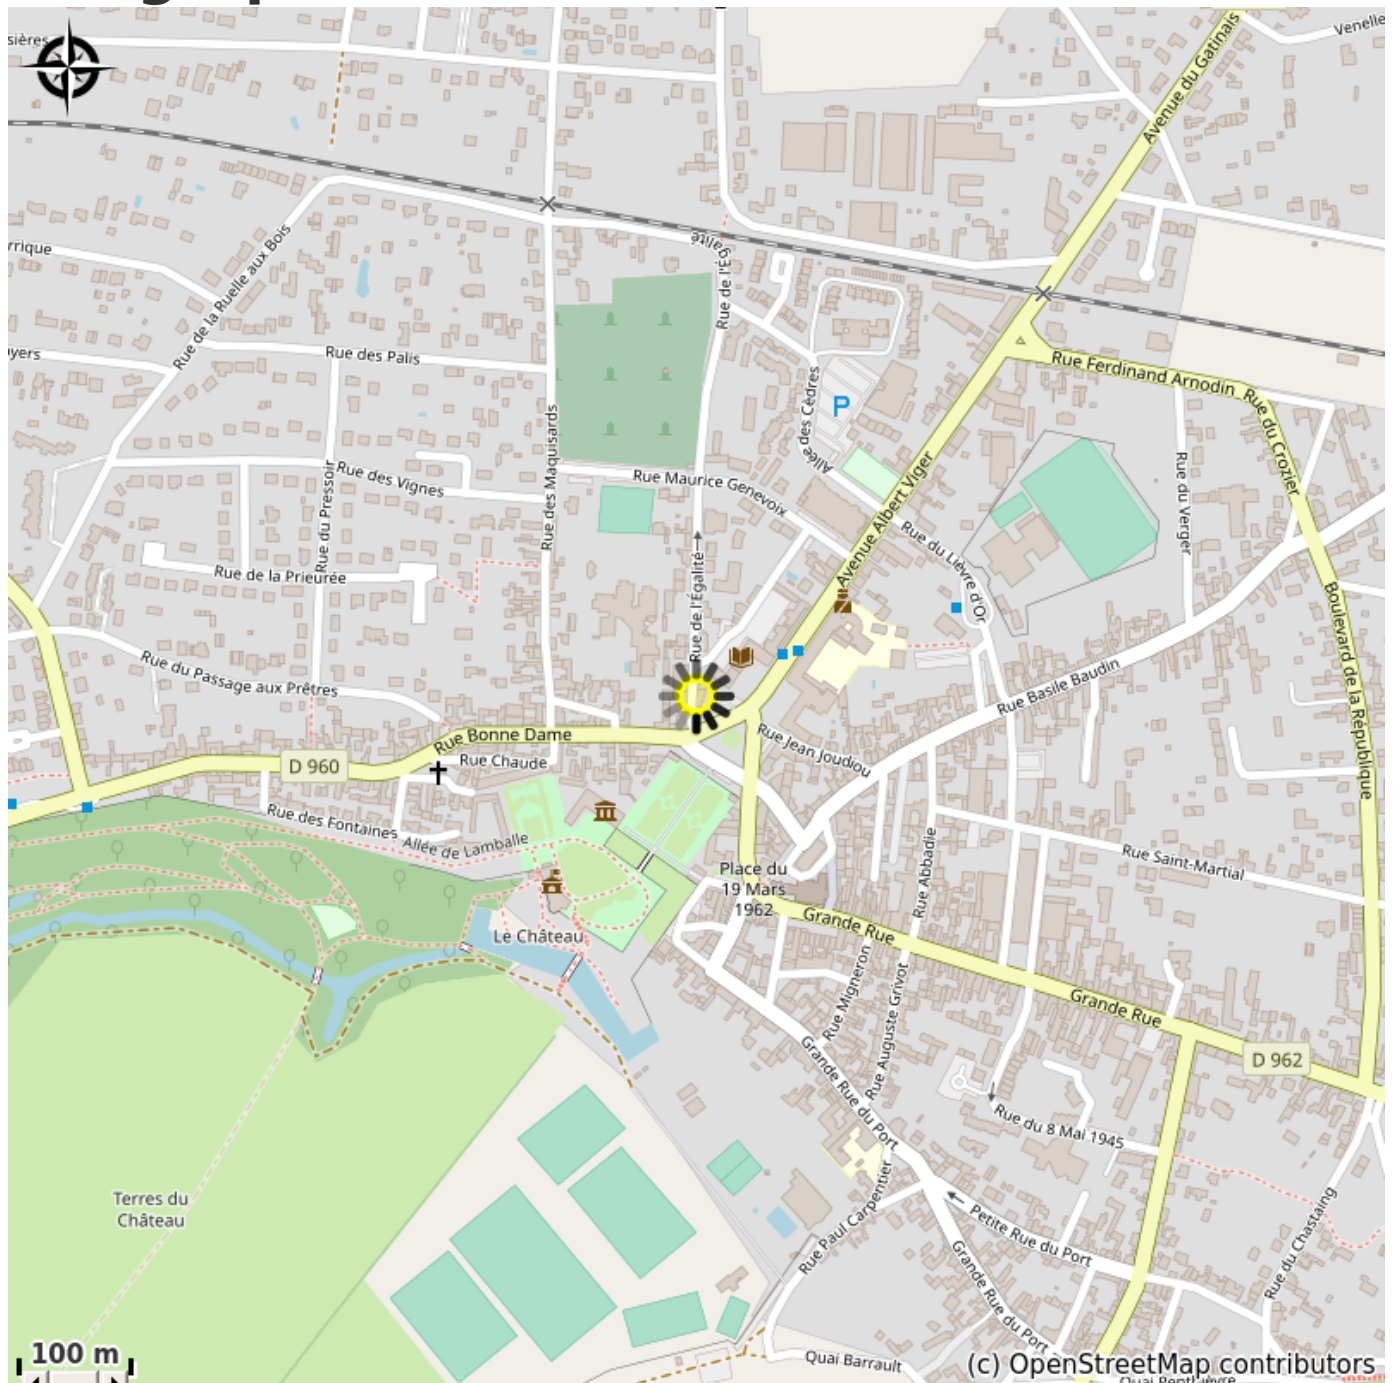 sières
Venelle
Avenue du Gatinais
Rue de l'Égalité
Rue de la Ruelle aux Bois
rrique
yers
Rue des Palis
Rue Ferdinand Arnodin
Rue du Crozier
P
Allée des Cèdres
Rue des Maquisards
Rue Maurice Genevoix
Avenue Albert Viger
Rue du Verger
Rue des Vignes
Rue du Pressoir
Rue du Lièvre d'Or
Rue de la Prieurée
Rue de l'Égalité
Boulevard de la République
Rue du Passage aux Prêtres
Rue Basile Baudin
Rue Bonne Dame
Rue Jean Joudiou
D 960
Rue Chaude
Rue des Fontaines
Allée de Lamballe
Rue Abbadie
Rue Saint-Martial
Place du
19 Mars
1962
Grande Rue
Le Château
Rue Migneron
Rue Auguste Grivot
Grande Rue
D 962
Grande Rue du Port
Rue du 8 Mai 1945
Terres du
Château
Rue Paul Carpentier
Petite Rue du Port
Rue du Chastaing
Grande Rue du Port
100 m
Quai Barrault
(c) OpenStreetMap contributors